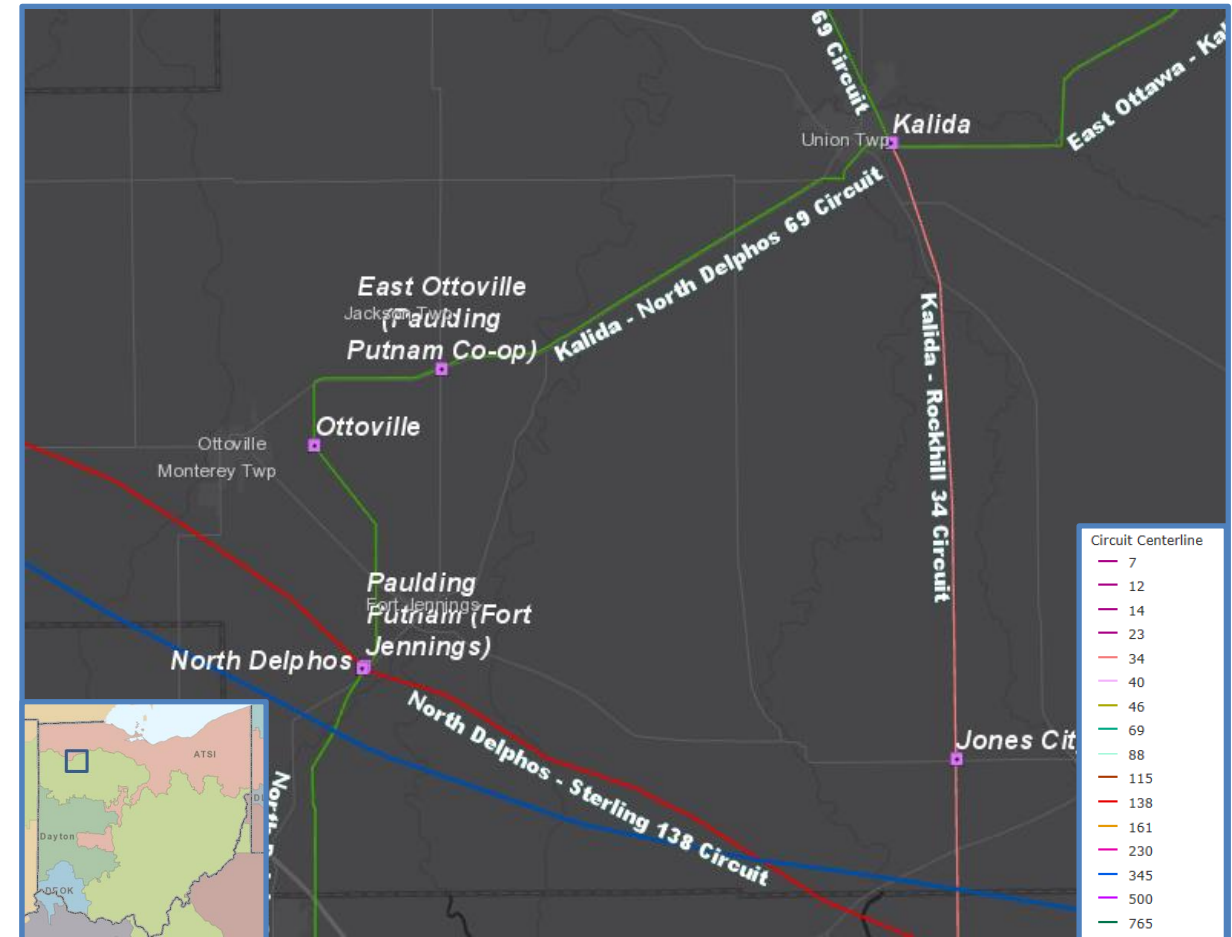 69 Circuit
East Ottawa - Kal
Kalida
Union Twp
Kalida - North Delphos 69 Circuit
East Ottoville
Jackson Twp
(Paulding
Putnam Co-op)
Kalida - Rockhill 34 Circuit
Ottoville
Ottoville
Monterey Twp
Paulding
Fort Jennings
Putnam (Fort
Jennings)
North Delphos
North Delphos - Sterling 138 Circuit
Jones Cit
North
Circuit Centerline
7
12
14
23
34
40
46
69
88
115
138
161
230
345
500
765
ATSI
Dayton
DEOK